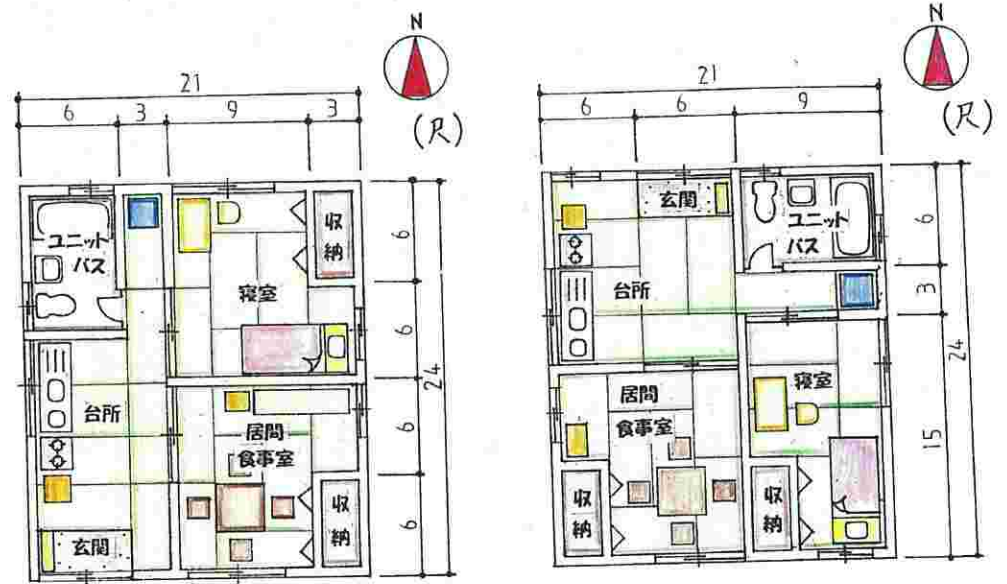 N
(尺)
21
6 3 9 3
ユニット
バス
収
納
寝室
台所
居間
食事室
収
納
玄関
6
6
6
6
24
N
(尺)
21
6 6 9
玄関
ユニット
バス
台所
居間
食事室
寝室
収
納
収
納
6
3
15
24